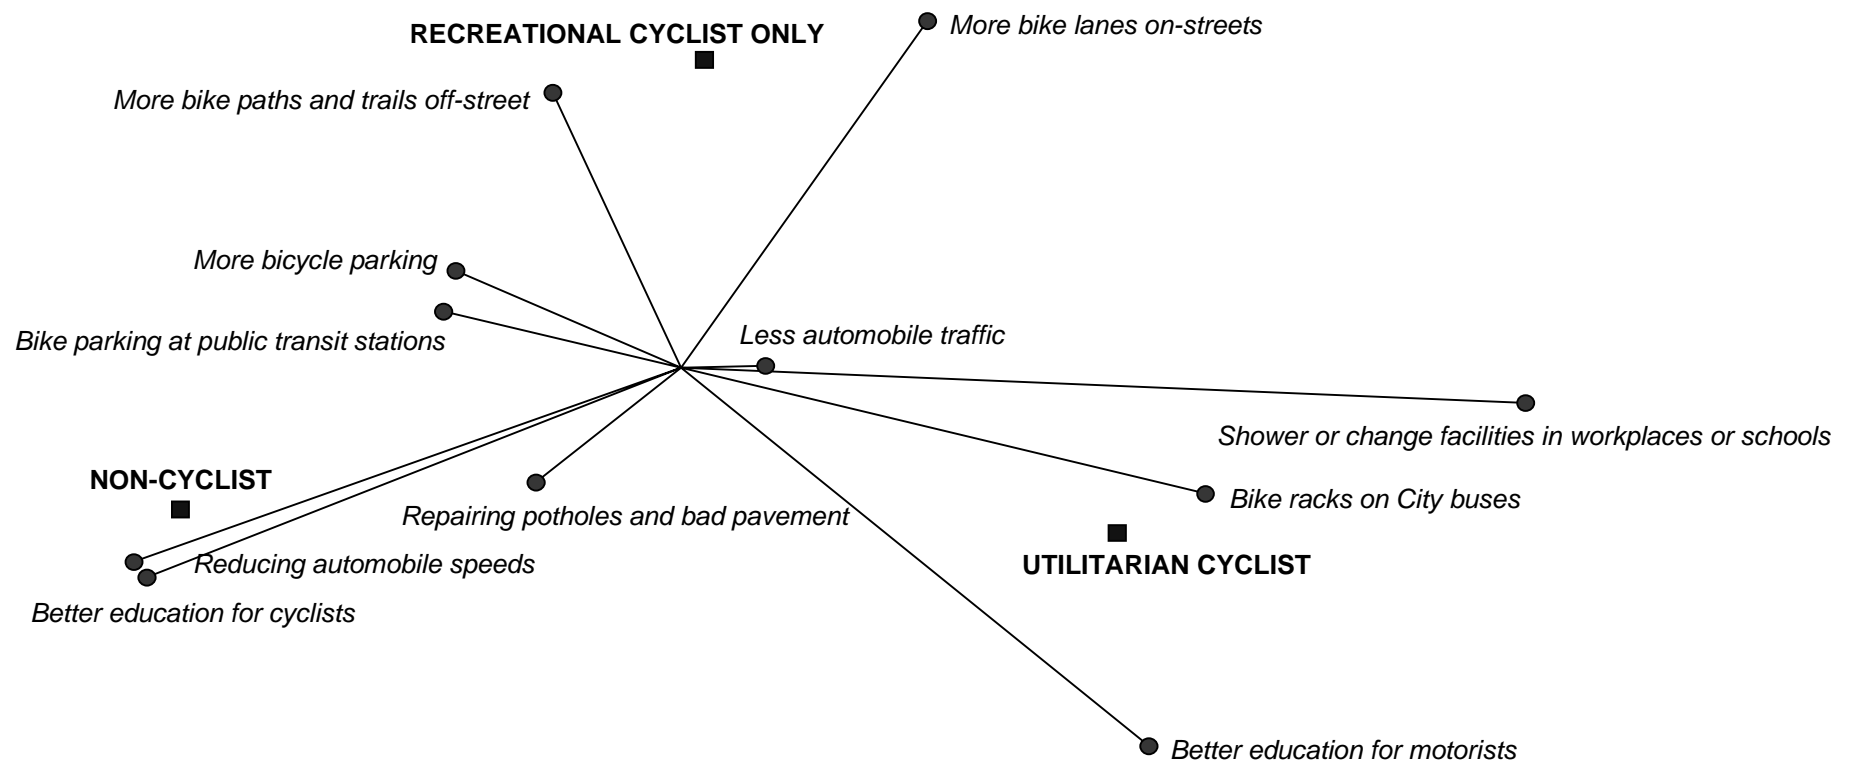 More bike lanes on-streets
RECREATIONAL CYCLIST ONLY
More bike paths and trails off-street
More bicycle parking
Less automobile traffic
Bike parking at public transit stations
Shower or change facilities in workplaces or schools
NON-CYCLIST
Bike racks on City buses
Repairing potholes and bad pavement
Reducing automobile speeds
UTILITARIAN CYCLIST
Better education for cyclists
Better education for motorists